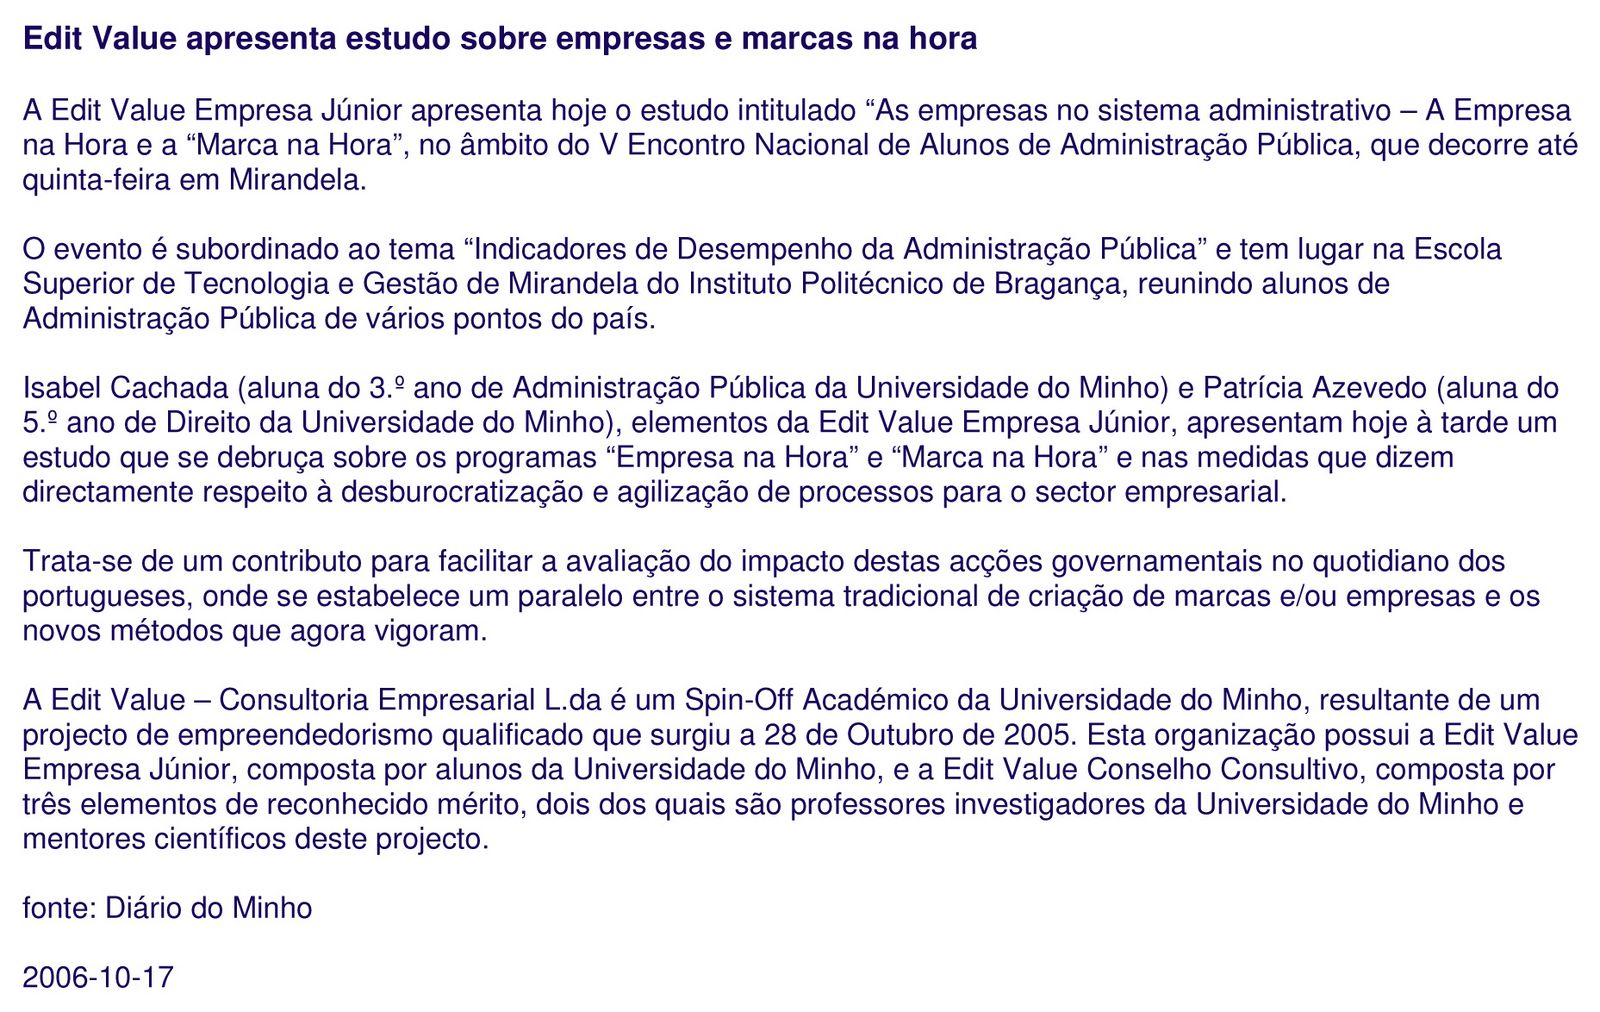 Edit Value apresenta estudo sobre empresas e marcas na hora
A Edit Value Empresa Júnior apresenta hoje o estudo intitulado “As empresas no sistema administrativo – A Empresa
na Hora e a “Marca na Hora”, no âmbito do V Encontro Nacional de Alunos de Administração Pública, que decorre até
quinta-feira em Mirandela.
O evento é subordinado ao tema “Indicadores de Desempenho da Administração Pública” e tem lugar na Escola
Superior de Tecnologia e Gestão de Mirandela do Instituto Politécnico de Bragança, reunindo alunos de
Administração Pública de vários pontos do país.
Isabel Cachada (aluna do 3.º ano de Administração Pública da Universidade do Minho) e Patrícia Azevedo (aluna do
5.º ano de Direito da Universidade do Minho), elementos da Edit Value Empresa Júnior, apresentam hoje à tarde um
estudo que se debruça sobre os programas “Empresa na Hora” e “Marca na Hora” e nas medidas que dizem
directamente respeito à desburocratização e agilização de processos para o sector empresarial.
Trata-se de um contributo para facilitar a avaliação do impacto destas acções governamentais no quotidiano dos
portugueses, onde se estabelece um paralelo entre o sistema tradicional de criação de marcas e/ou empresas e os
novos métodos que agora vigoram.
A Edit Value – Consultoria Empresarial L.da é um Spin-Off Académico da Universidade do Minho, resultante de um
projecto de empreendedorismo qualificado que surgiu a 28 de Outubro de 2005. Esta organização possui a Edit Value
Empresa Júnior, composta por alunos da Universidade do Minho, e a Edit Value Conselho Consultivo, composta por
três elementos de reconhecido mérito, dois dos quais são professores investigadores da Universidade do Minho e
mentores científicos deste projecto.
fonte: Diário do Minho
2006-10-17